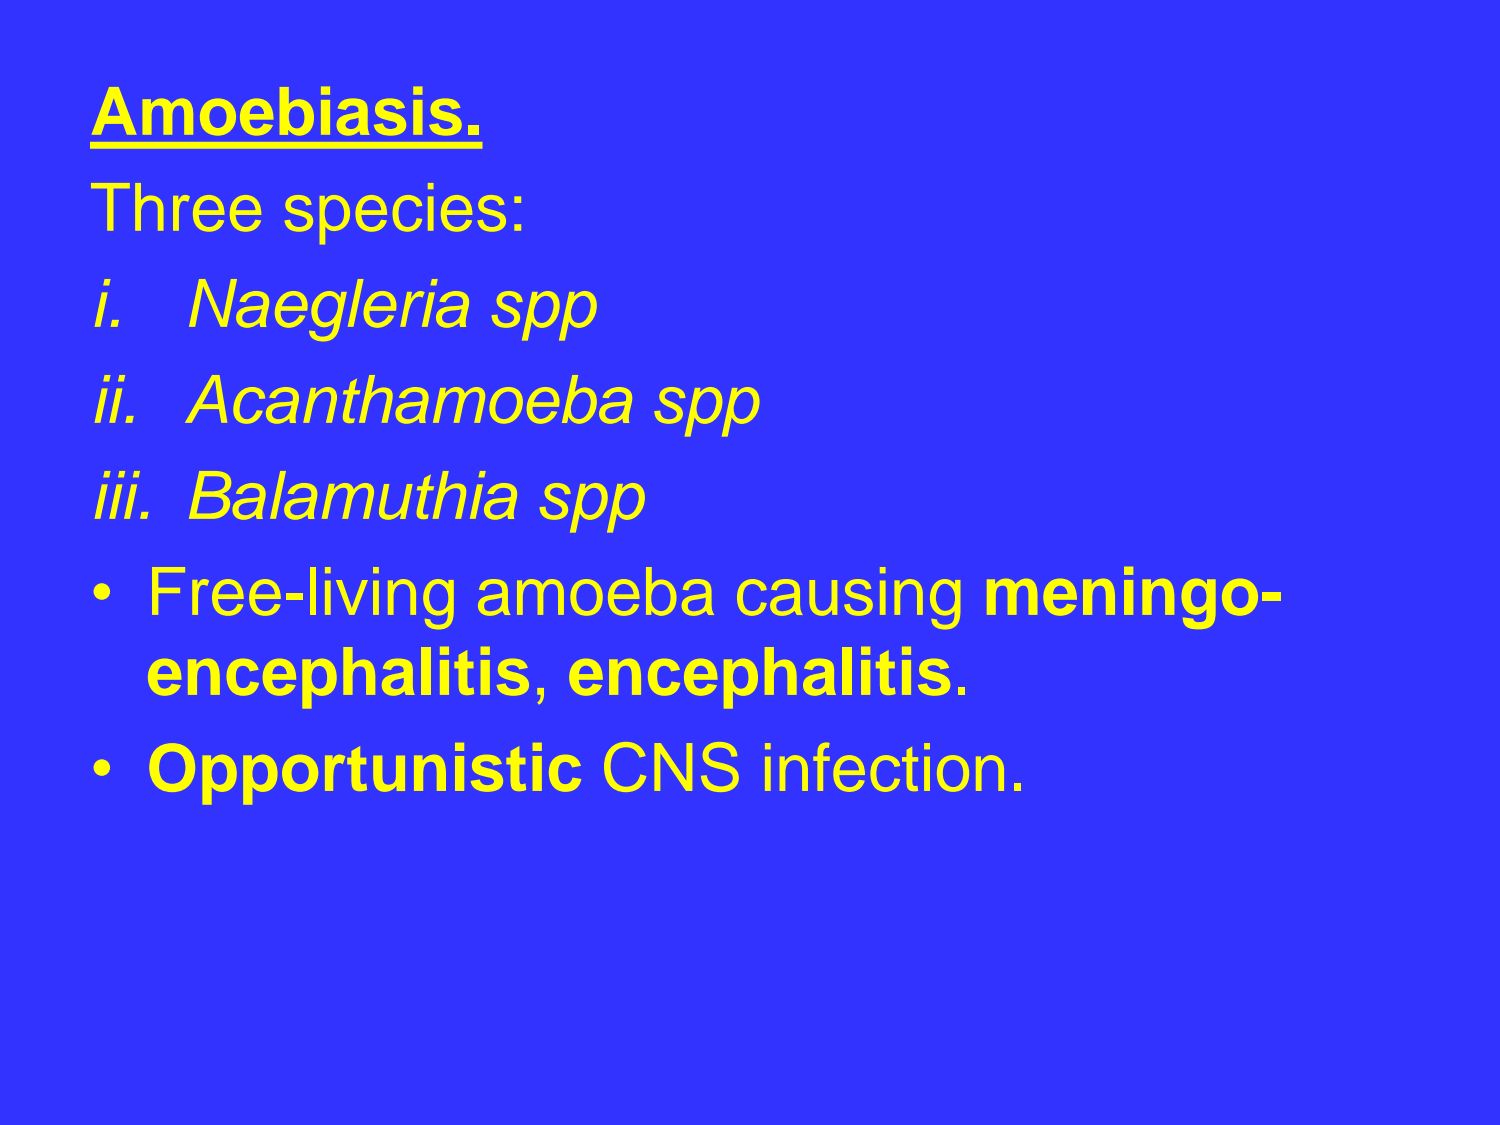 Amoebiasis.
Three species:
i. Naegleria spp
ii. Acanthamoeba spp
iii. Balamuthia spp
• Free-living amoeba causing meningo-
encephalitis, encephalitis.
• Opportunistic CNS infection.